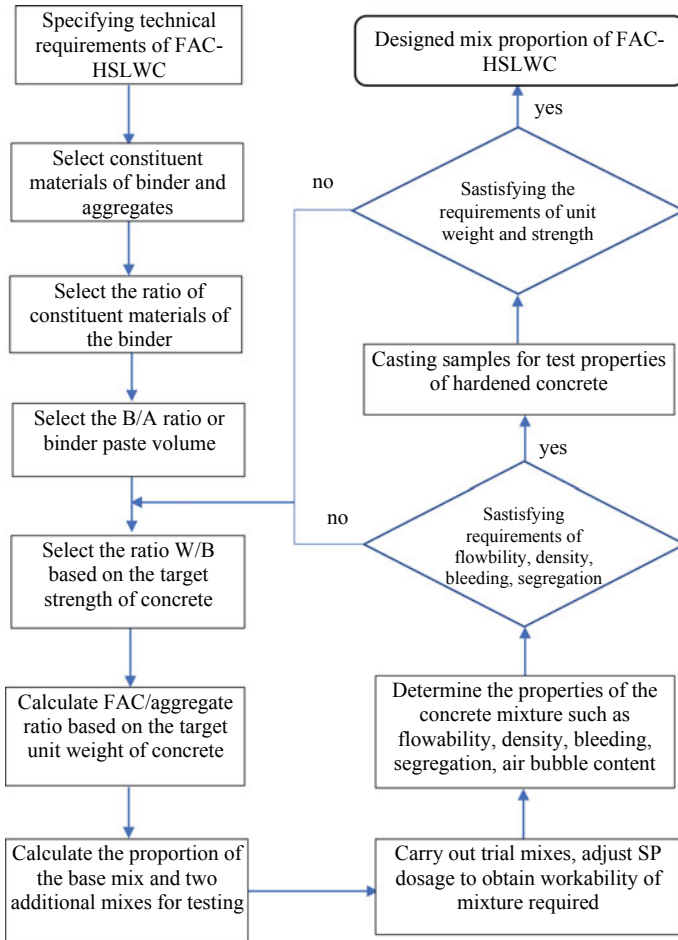 Specifying technical
requirements of FAC-
HSLWC
Select constituent
materials of binder and
aggregates
Select the ratio of
constituent materials of
the binder
Select the B/A ratio or
binder paste volume
Select the ratio W/B
based on the target
strength of concrete
Calculate FAC/aggregate
ratio based on the target
unit weight of concrete
Calculate the proportion of
the base mix and two
additional mixes for testing
Carry out trial mixes, adjust SP
dosage to obtain workability of
mixture required
Determine the properties of the
concrete mixture such as
flowability, density, bleeding,
segregation, air bubble content
Sastisfying
requirements of
flowbility, density,
bleeding, segregation
no
yes
Casting samples for test properties
of hardened concrete
Sastisfying the
requirements of unit
weight and strength
no
yes
Designed mix proportion of FAC-
HSLWC